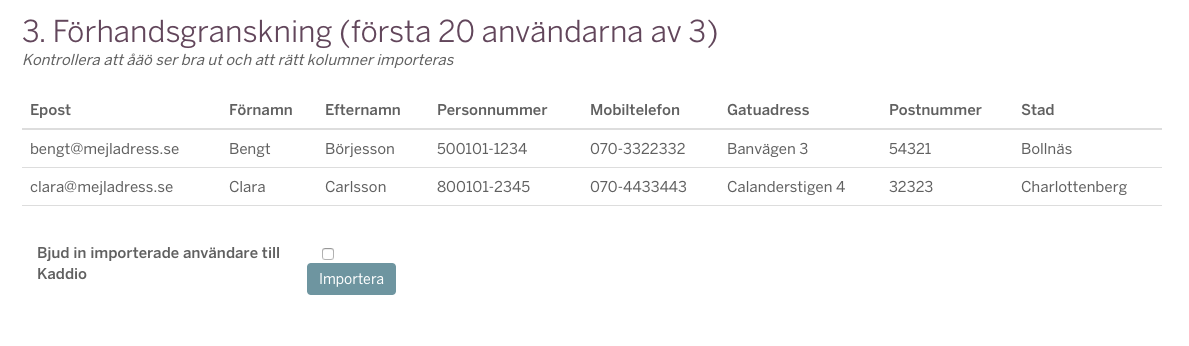 3. Förhandsgranskning (första 20 användarna av 3)
Kontrollera att åäö ser bra ut och att rätt kolumner importeras
Epost Förnamn Efternamn Personnummer Mobiltelefon Gatuadress Postnummer Stad
bengt@mejladress.se Bengt Börjesson 500101-1234 070-3322332 Banvägen 3 54321 Bollnäs
clara@mejladress.se Clara Carlsson 800101-2345 070-4433443 Calanderstigen 4 32323 Charlottenberg
Bjud in importerade användare till
Kaddio
Importera